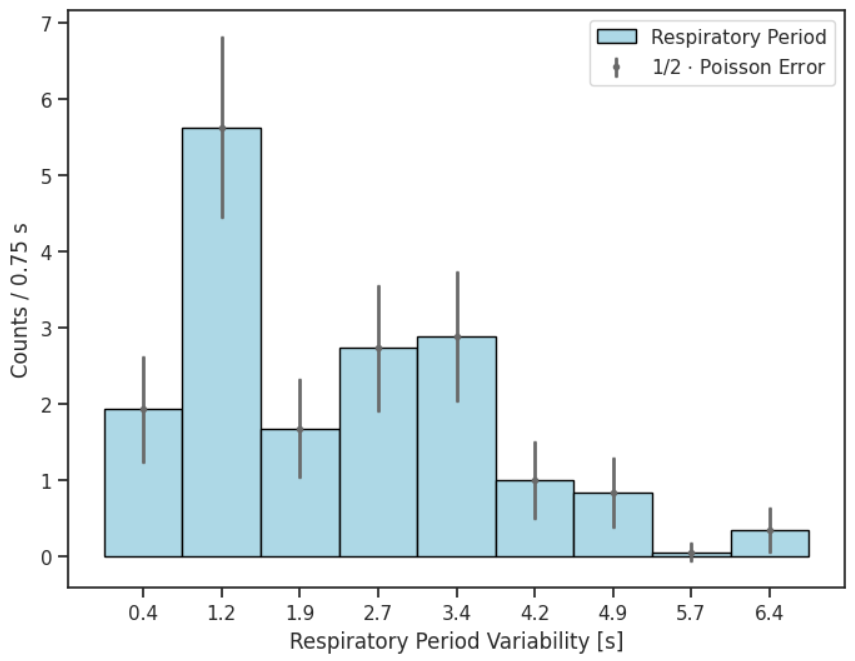 Respiratory Period
1/2 · Poisson Error
7
6
5
4
3
2
1
0
Counts / 0.75 s
0.4 1.2 1.9 2.7 3.4 4.2 4.9 5.7 6.4
Respiratory Period Variability [s]